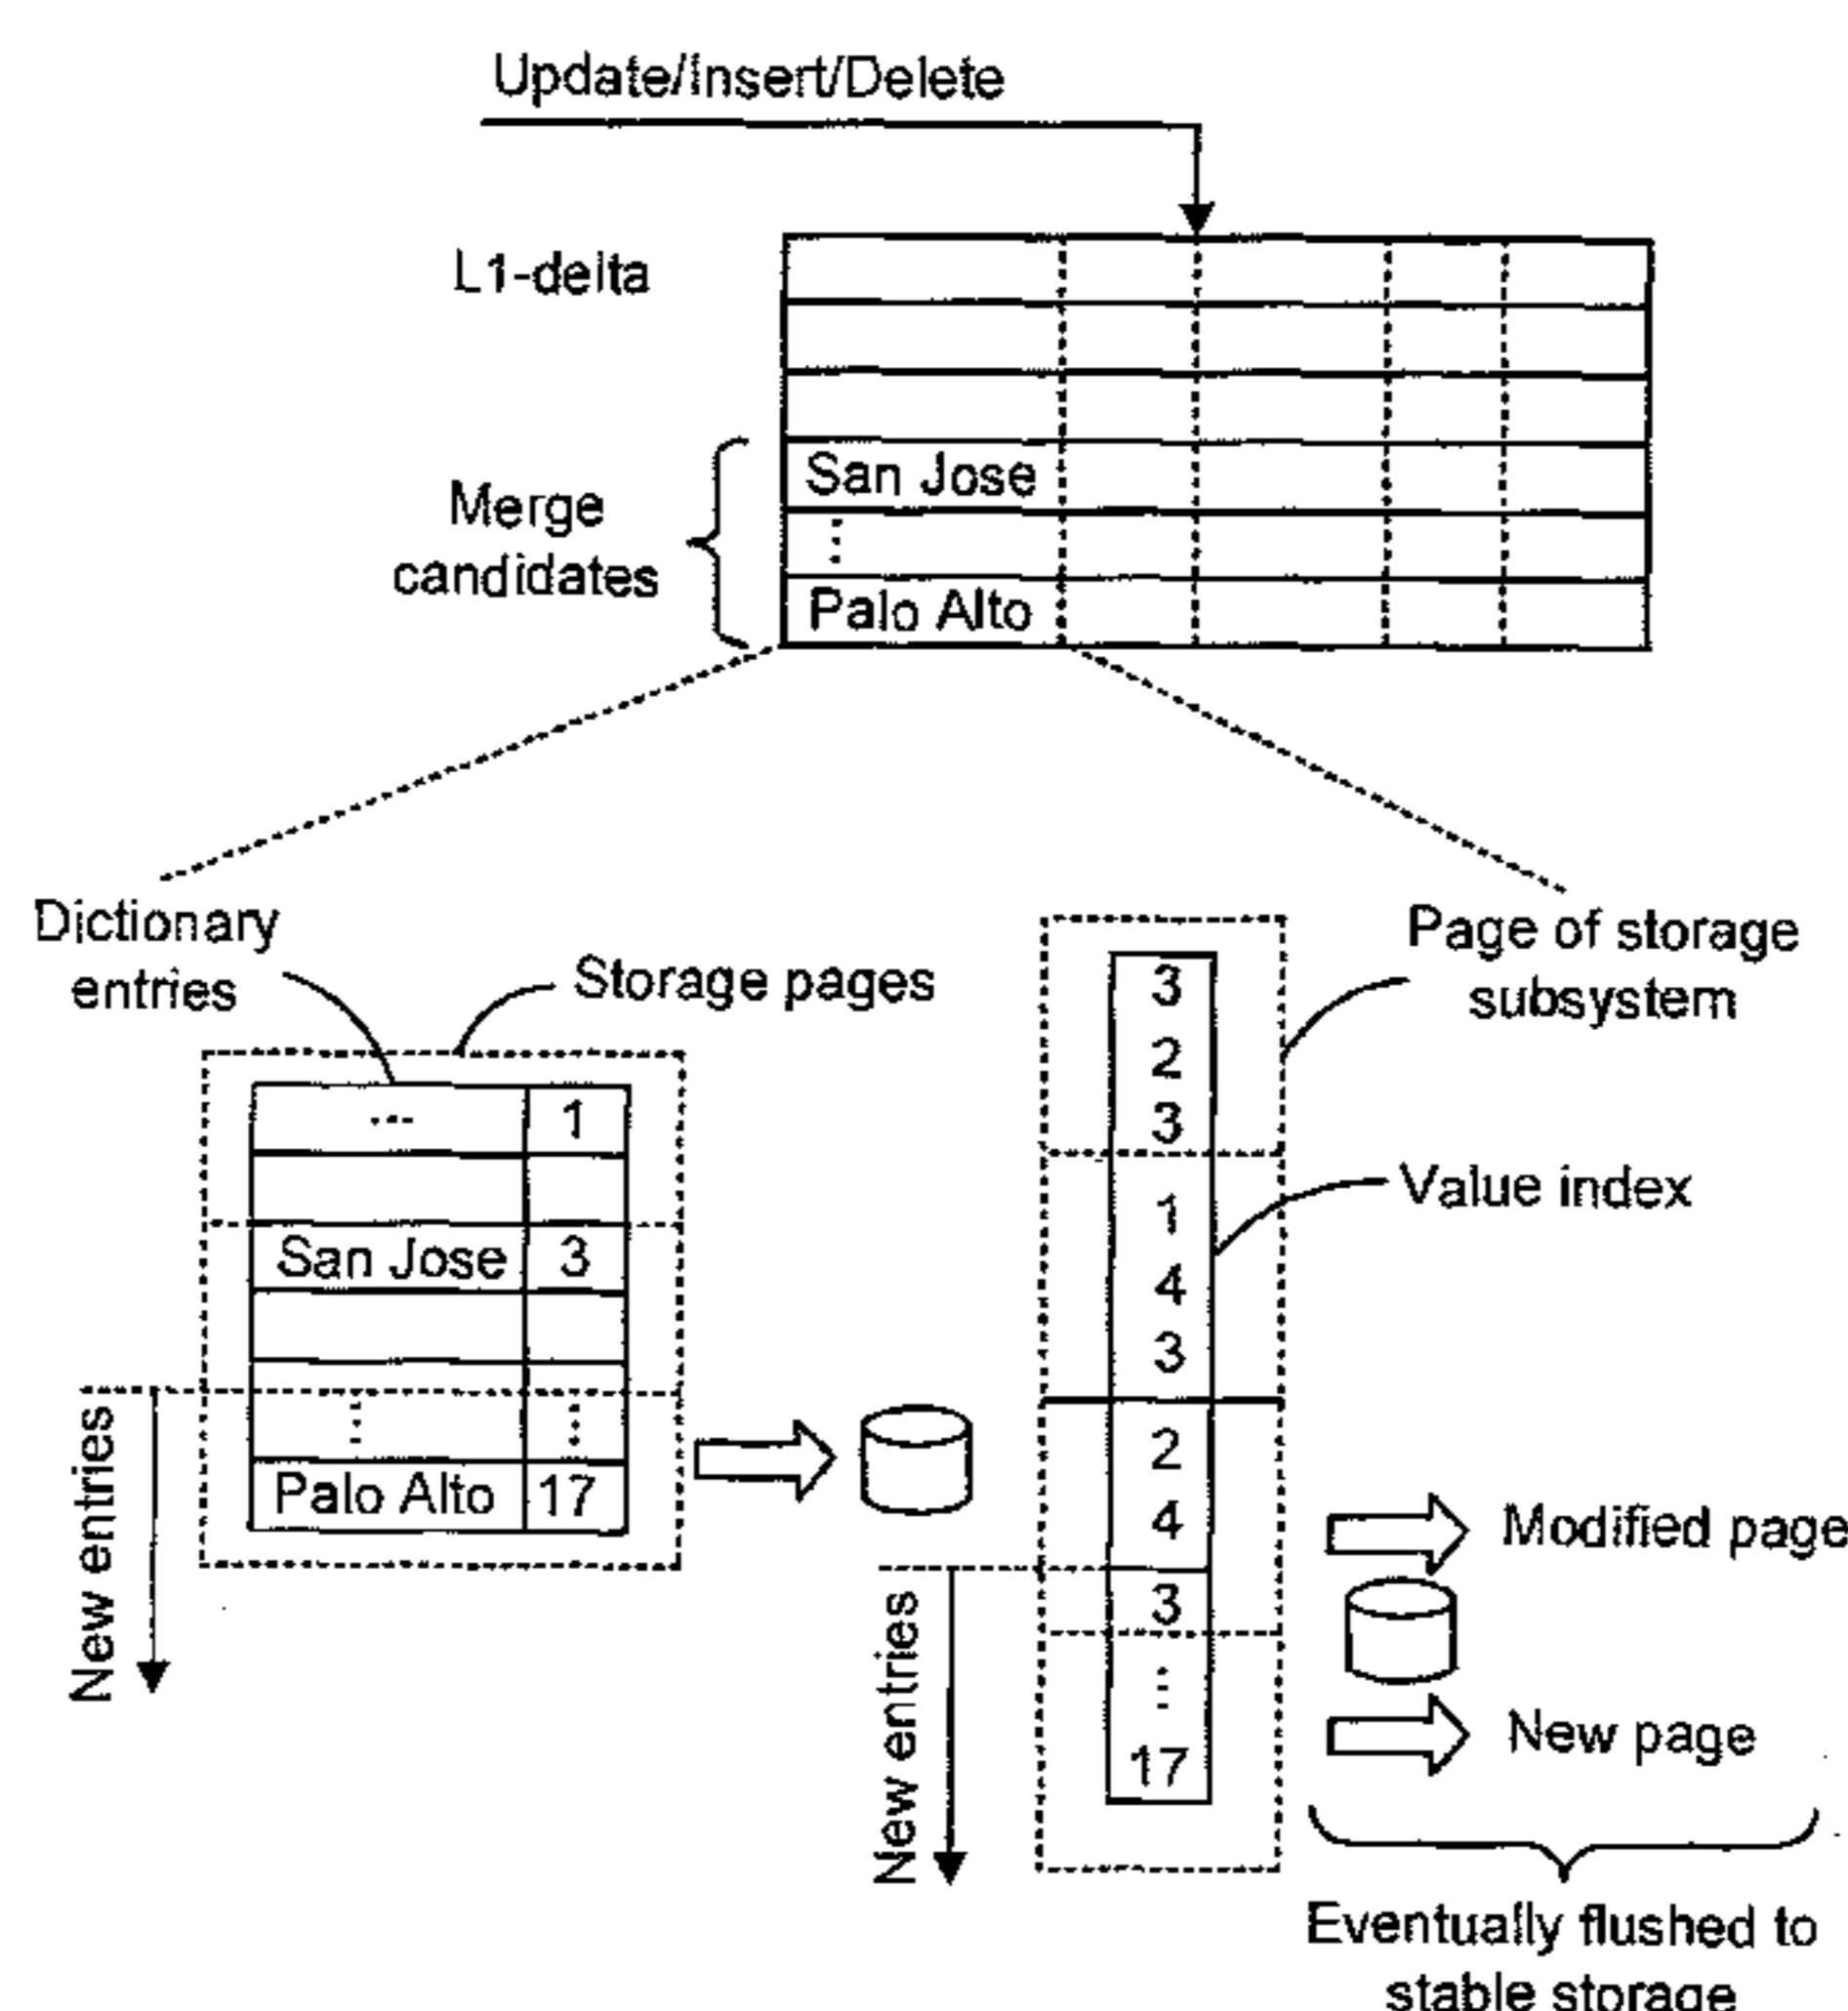 Update/Insert/Delete
L1-delta
Merge
candidates
San Jose
⋮
Palo Alto
Dictionary
entries
Storage pages
Page of storage
subsystem
... 1
San Jose 3
⋮ ⋮
Palo Alto 17
New entries
3
2
3
1
4
3
2
4
3
⋮
17
Value index
New entries
Modified page
New page
Eventually flushed to
stable storage